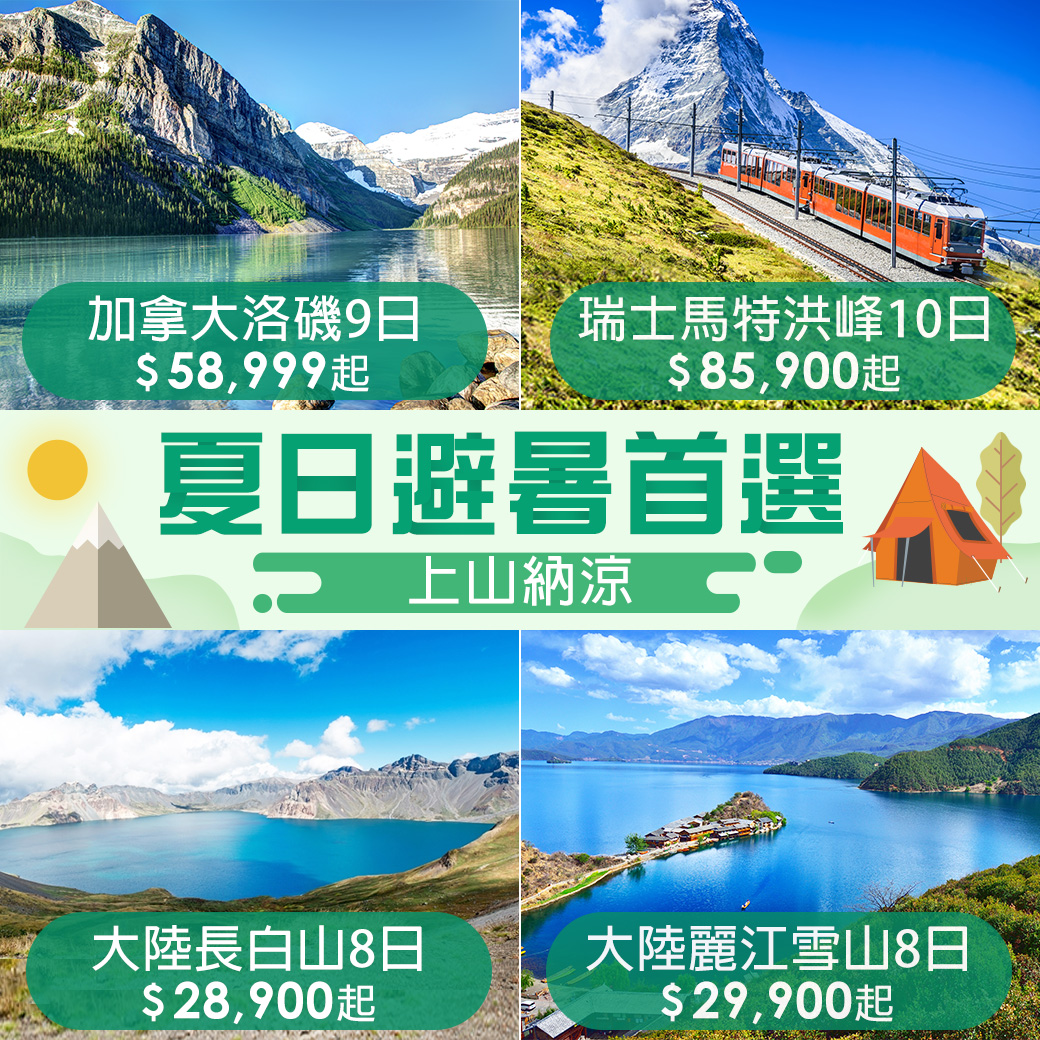 加拿大洛磯9日
$58,999起
瑞士馬特洪峰10日
$85,900起
夏日避暑首選
上山納涼
大陸長白山8日
$28,900起
大陸麗江雪山8日
$29,900起